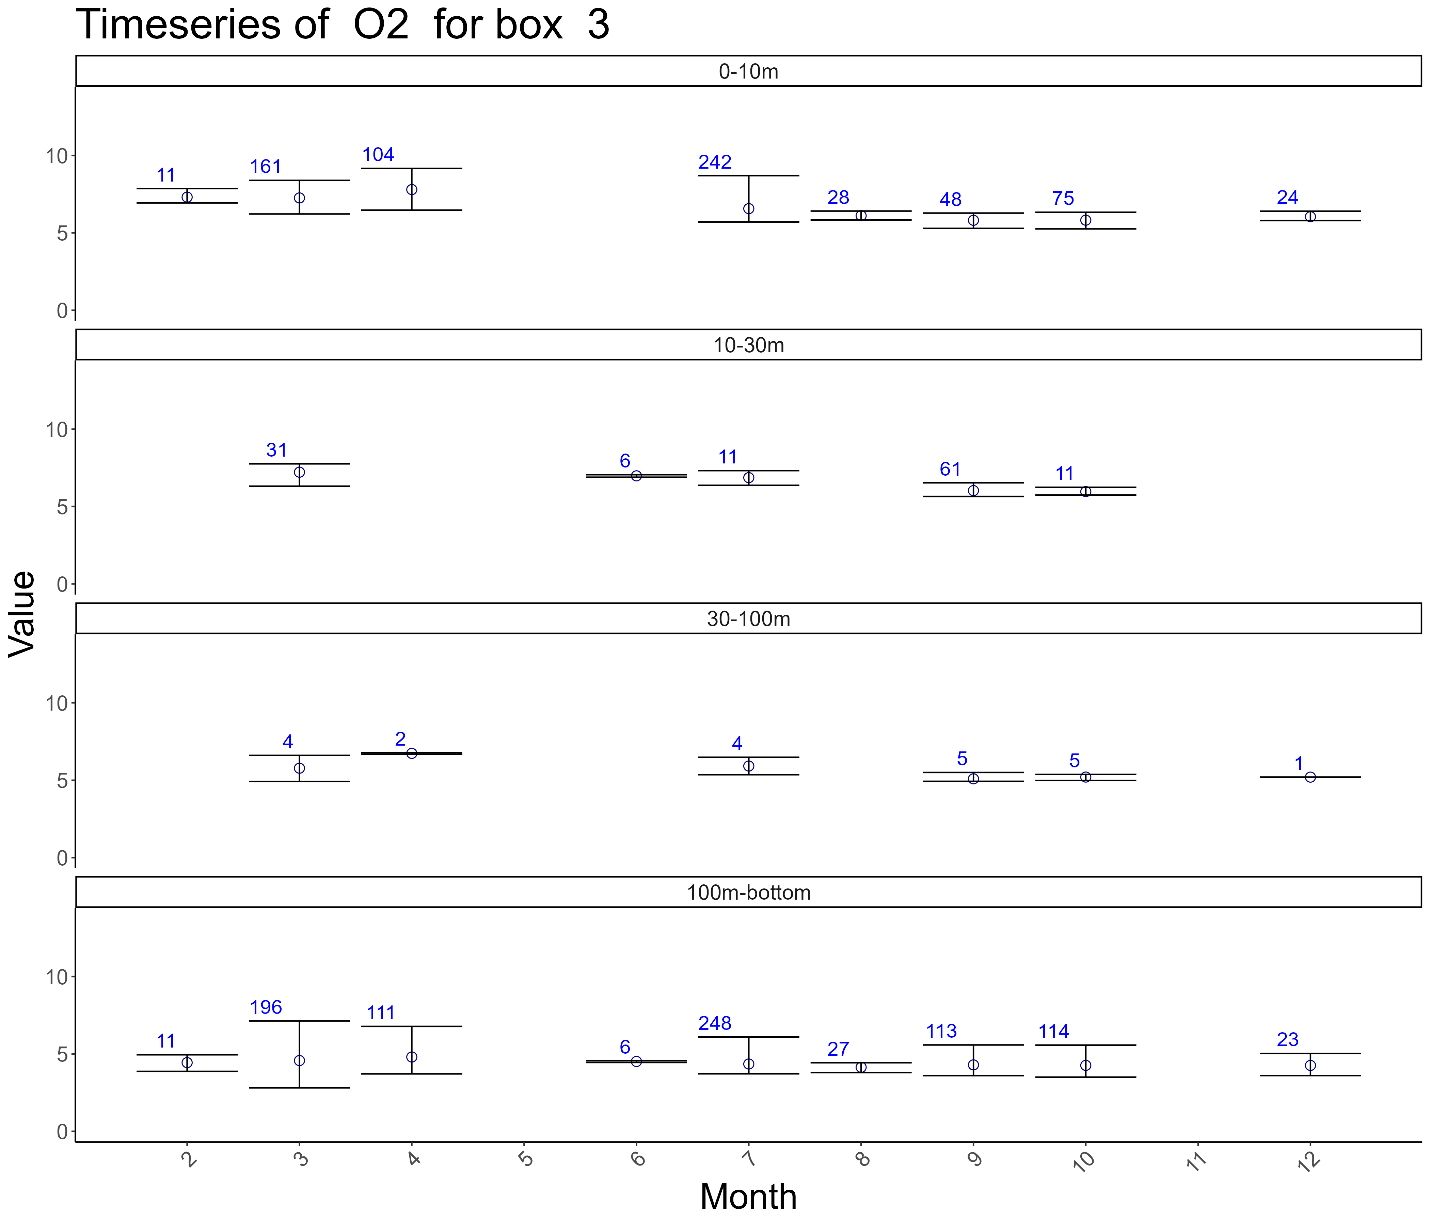 Timeseries of  O2  for box  3
0-10m
11 161 104 242 28 48 75 24
10
5
0
10-30m
31 6 11 61 11
10
5
0
30-100m
4 2 4 5 5 1
10
5
0
100m-bottom
11 196 111 6 248 27 113 114 23
10
5
0
Value
2 3 4 5 6 7 8 9 10 11 12
Month